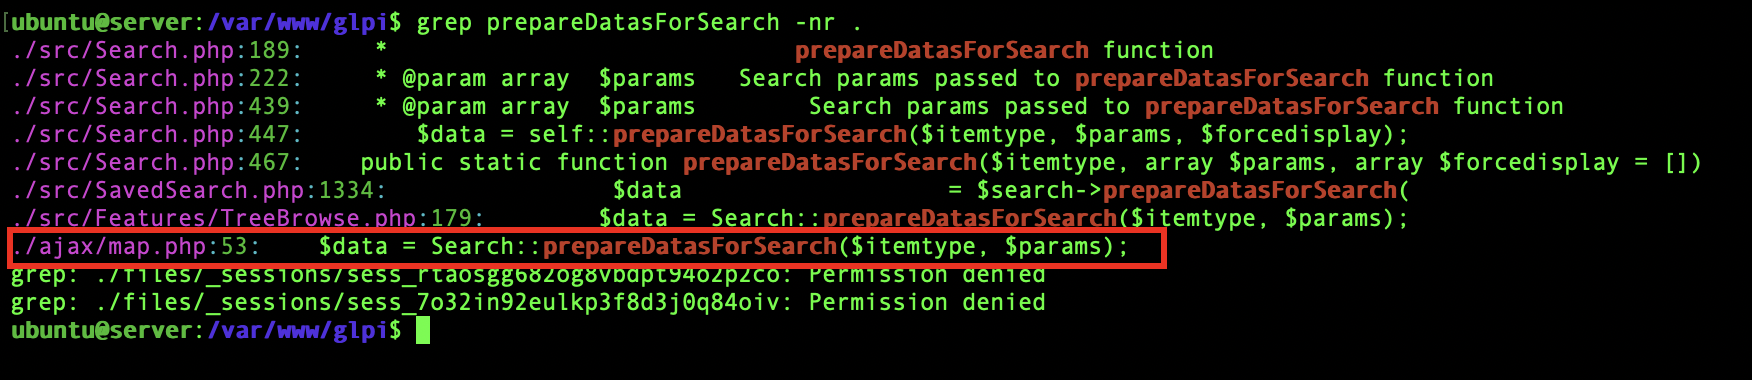 [ubuntu@server:/var/www/glpi$ grep prepareDatasForSearch -nr .
./src/Search.php:189:     *                             prepareDatasForSearch function
./src/Search.php:222:     * @param array  $params   Search params passed to prepareDatasForSearch function
./src/Search.php:439:     * @param array  $params        Search params passed to prepareDatasForSearch function
./src/Search.php:447:        $data = self::prepareDatasForSearch($itemtype, $params, $forcedisplay);
./src/Search.php:467:    public static function prepareDatasForSearch($itemtype, array $params, array $forcedisplay = [])
./src/SavedSearch.php:1334:                $data                   = $search->prepareDatasForSearch(
./src/Features/TreeBrowse.php:179:        $data = Search::prepareDatasForSearch($itemtype, $params);
./ajax/map.php:53:    $data = Search::prepareDatasForSearch($itemtype, $params);
grep: ./files/_sessions/sess_rtaosgg682og8vbdpt94o2p2co: Permission denied
grep: ./files/_sessions/sess_7o32in92eulkp3f8d3j0q84oiv: Permission denied
ubuntu@server:/var/www/glpi$